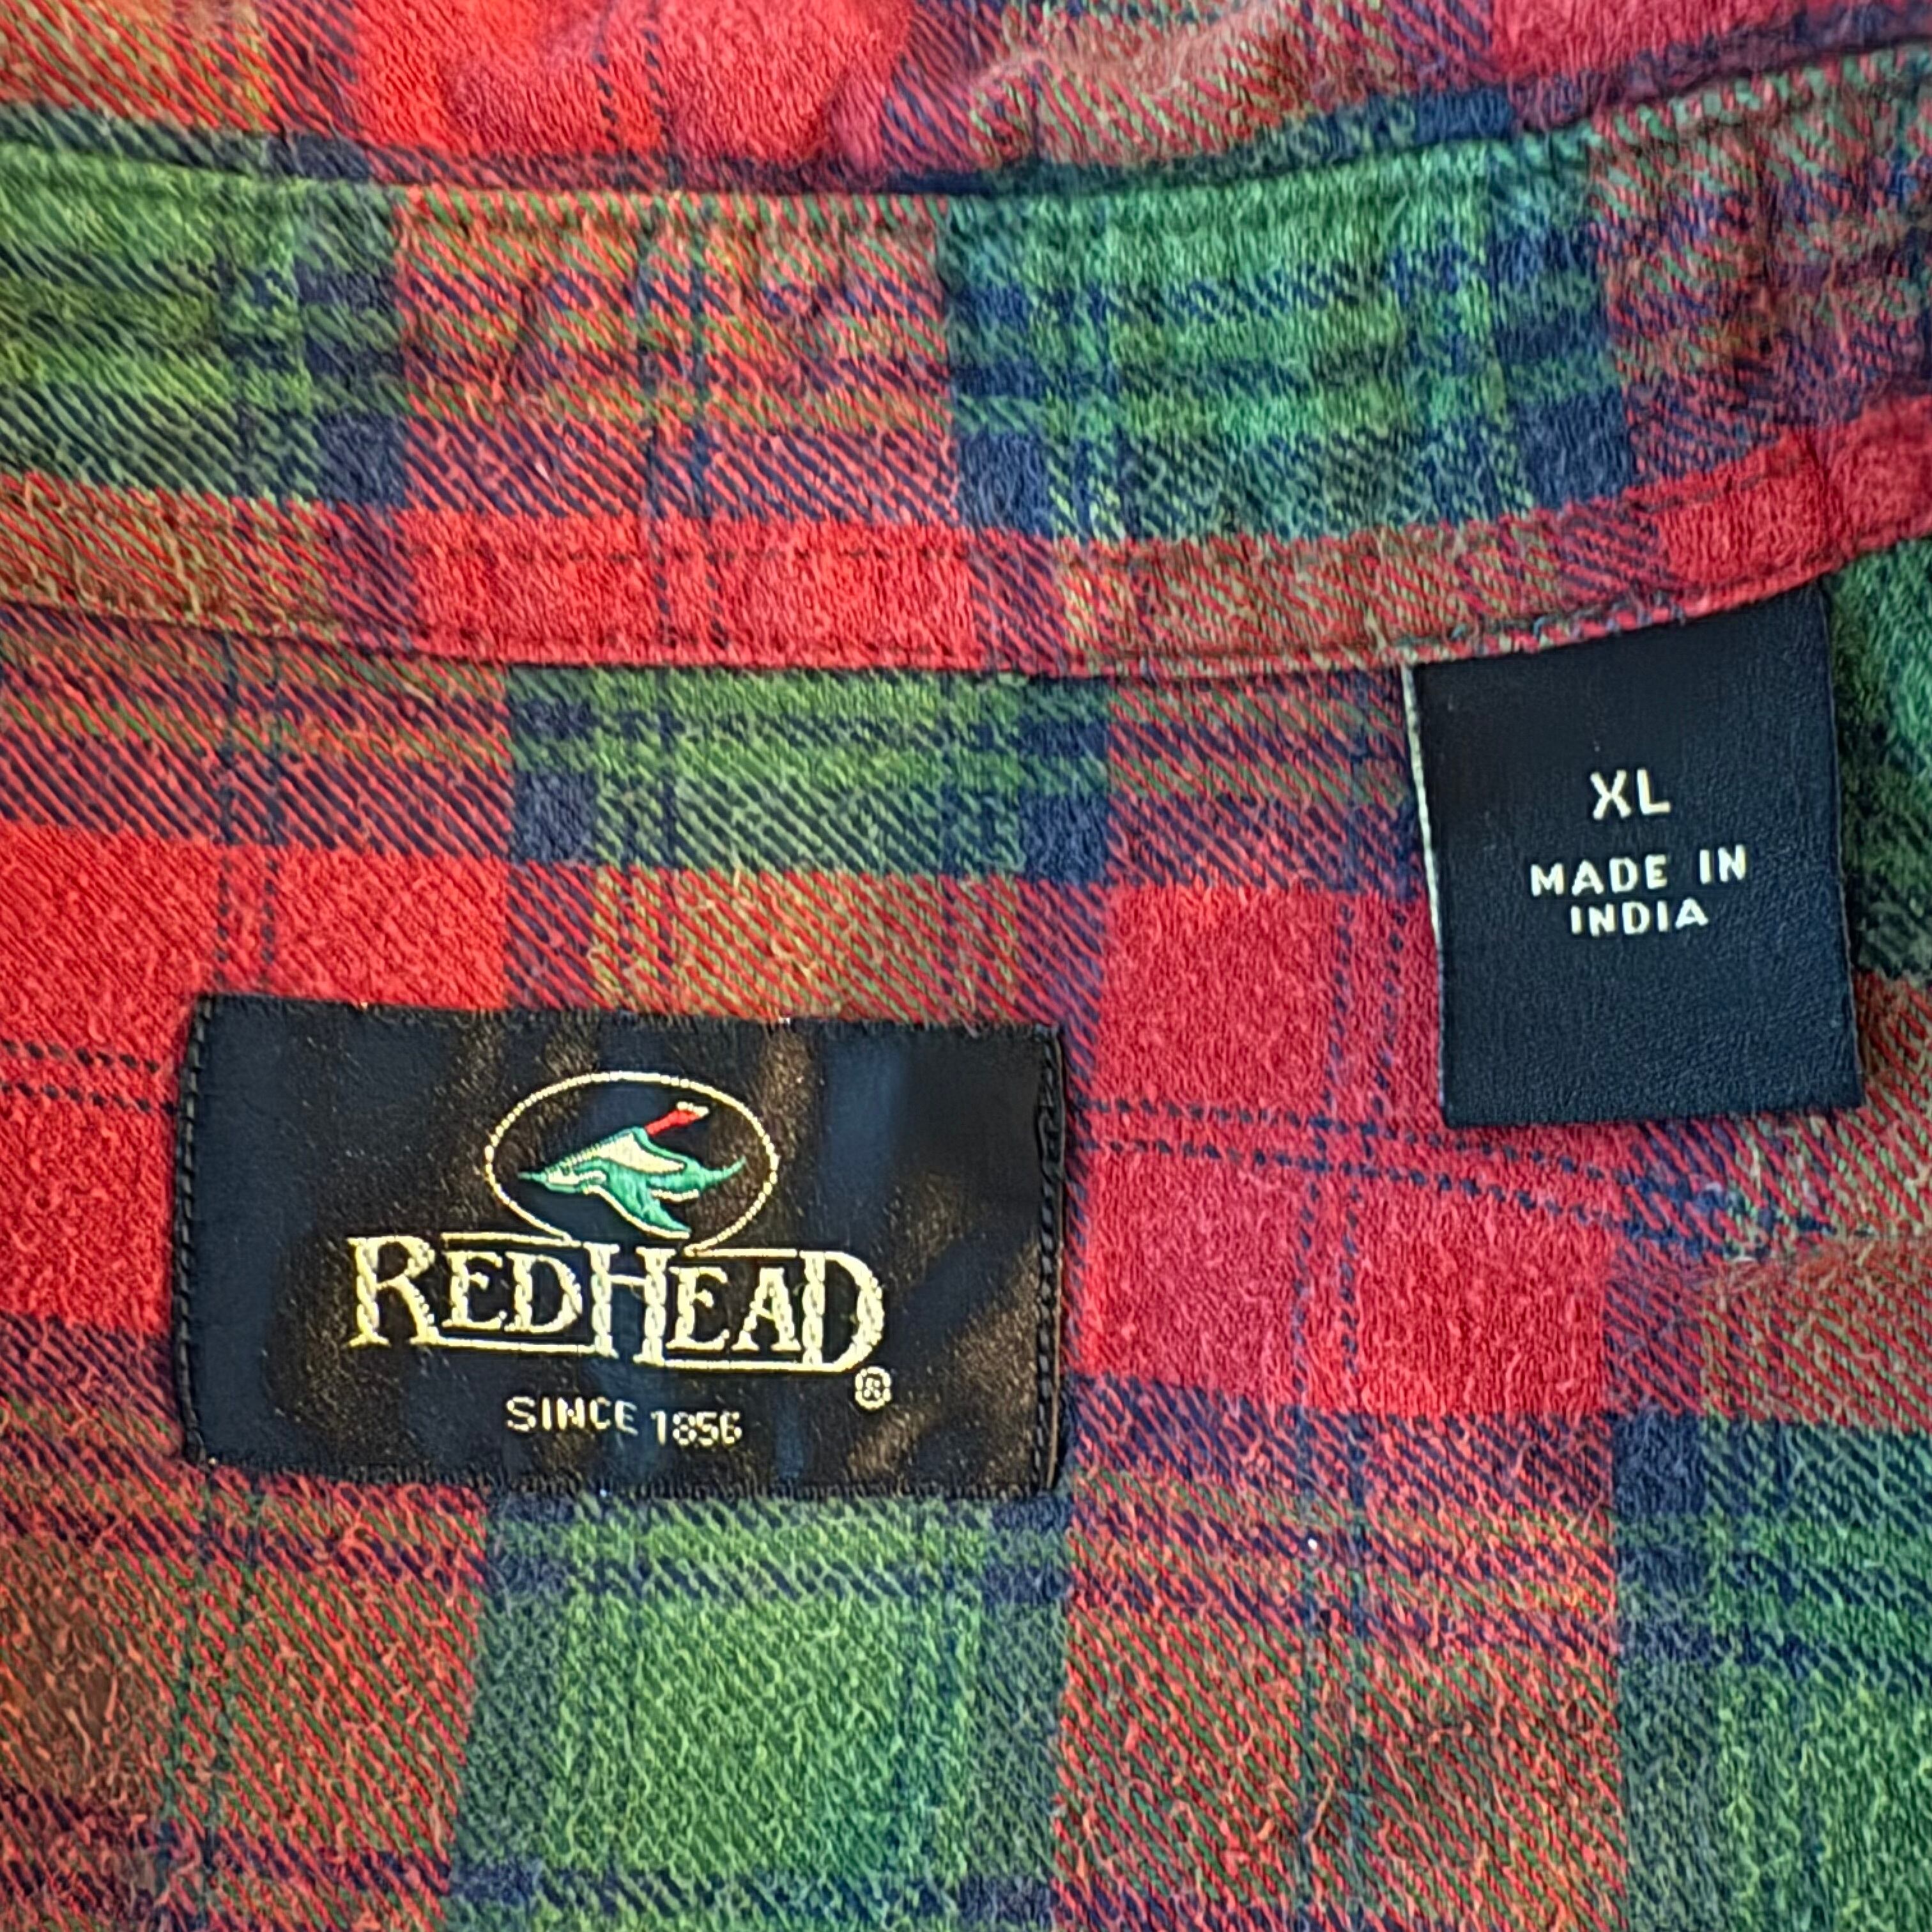 XL
MADE IN
INDIA
REDHEAD®
SINCE 1856